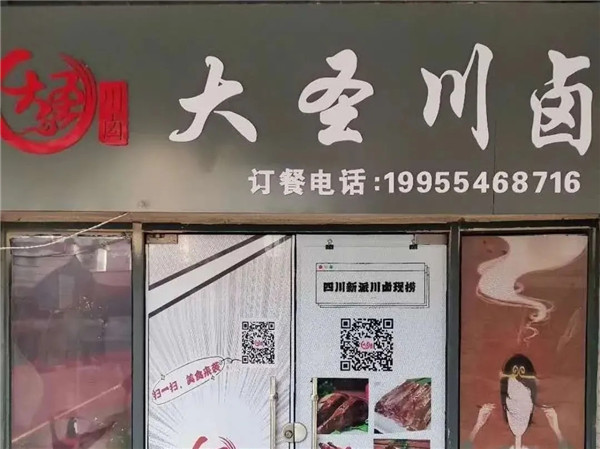 大圣
川卤
大圣川卤
订餐电话:19955468716
四川新派川卤现捞
扫一扫，美食来袭